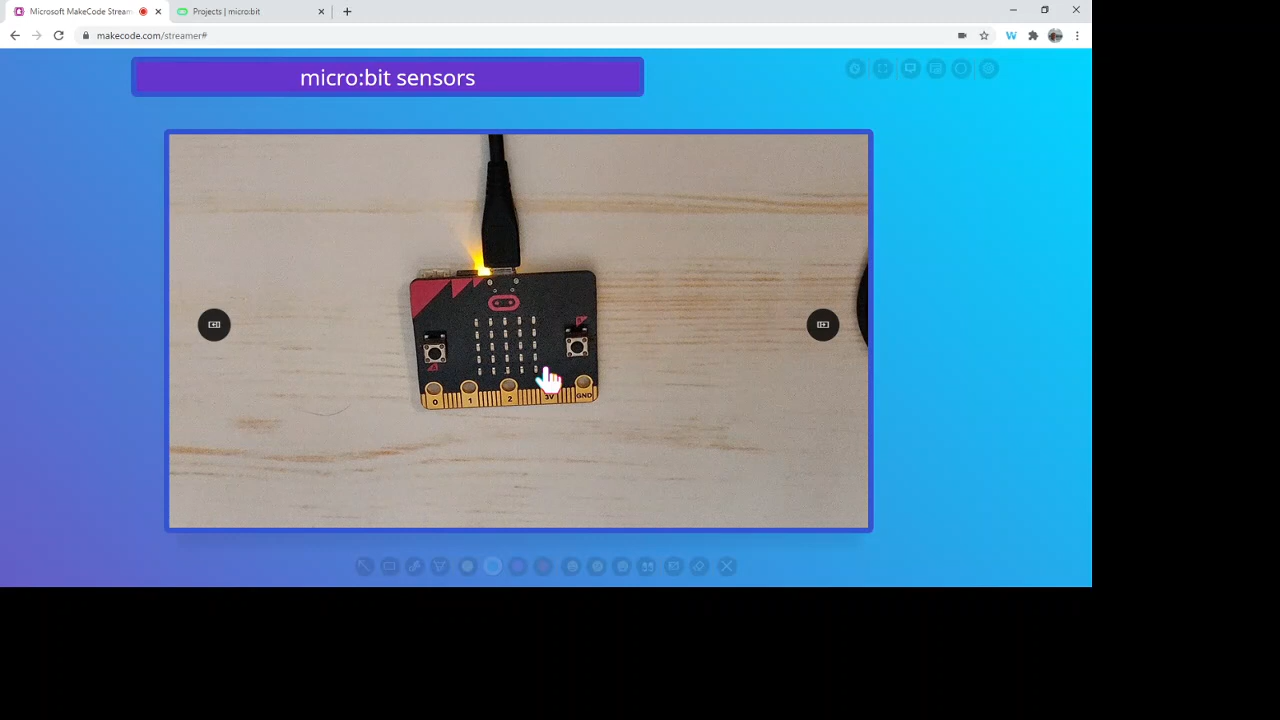 Microsoft MakeCode Stream
Projects | micro:bit
makecode.com/streamer#
W
micro:bit sensors
0 1 2 3V GND